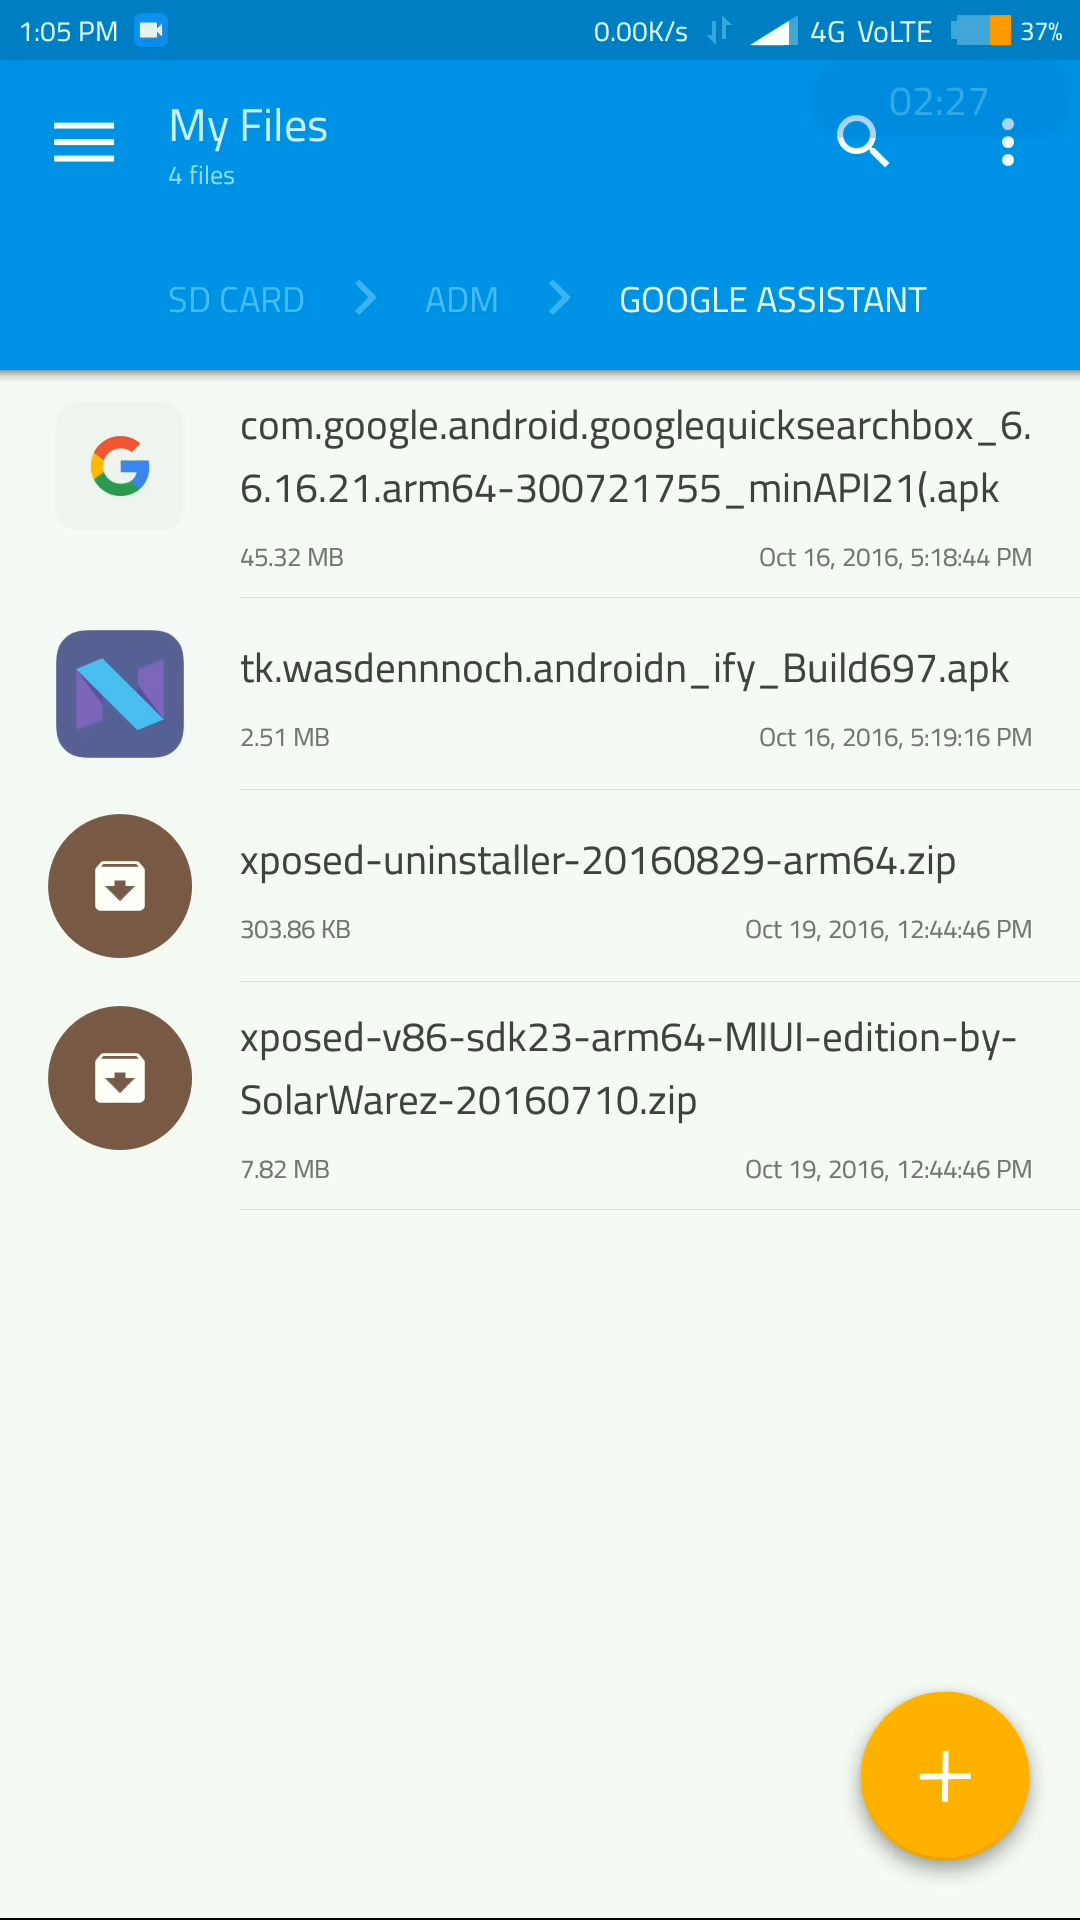 1:05 PM 0.00K/s 4G VoLTE 37%
02:27
My Files
4 files
SD CARD ADM GOOGLE ASSISTANT
com.google.android.googlequicksearchbox_6.
6.16.21.arm64-300721755_minAPI21(.apk
45.32 MB Oct 16, 2016, 5:18:44 PM
tk.wasdennnoch.androidn_ify_Build697.apk
2.51 MB Oct 16, 2016, 5:19:16 PM
xposed-uninstaller-20160829-arm64.zip
303.86 KB Oct 19, 2016, 12:44:46 PM
xposed-v86-sdk23-arm64-MIUI-edition-by-
SolarWarez-20160710.zip
7.82 MB Oct 19, 2016, 12:44:46 PM